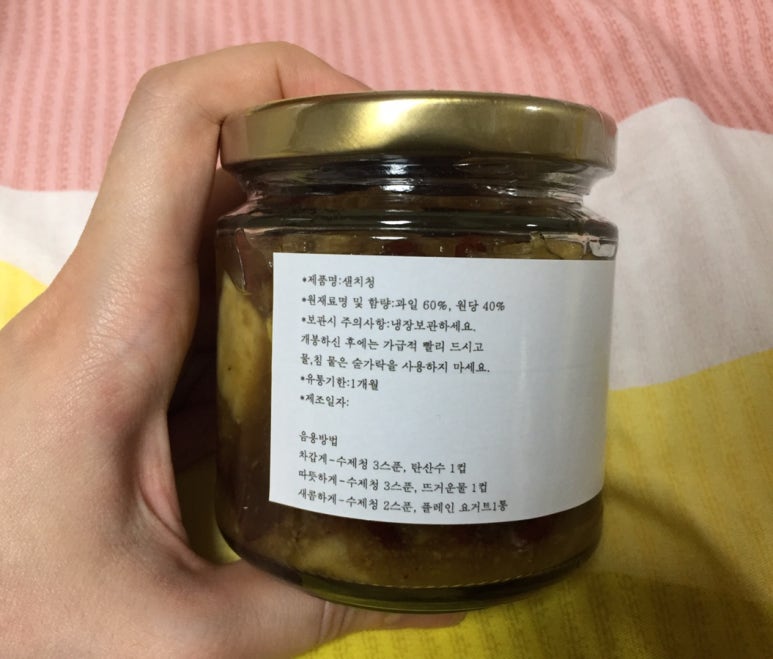 *제품명:샌치청
*원재료명 및 함량:과일 60%, 원당 40%
*보관시 주의사항:냉장보관하세요.
개봉하신 후에는 가급적 빨리 드시고
물,침 뭍은 숟가락을 사용하지 마세요.
*유통기한:1개월
*제조일자:
음용방법
차갑게-수제청 3스푼, 탄산수 1컵
따뜻하게-수제청 3스푼, 뜨거운물 1컵
새콤하게-수제청 2스푼, 플레인 요거트1통